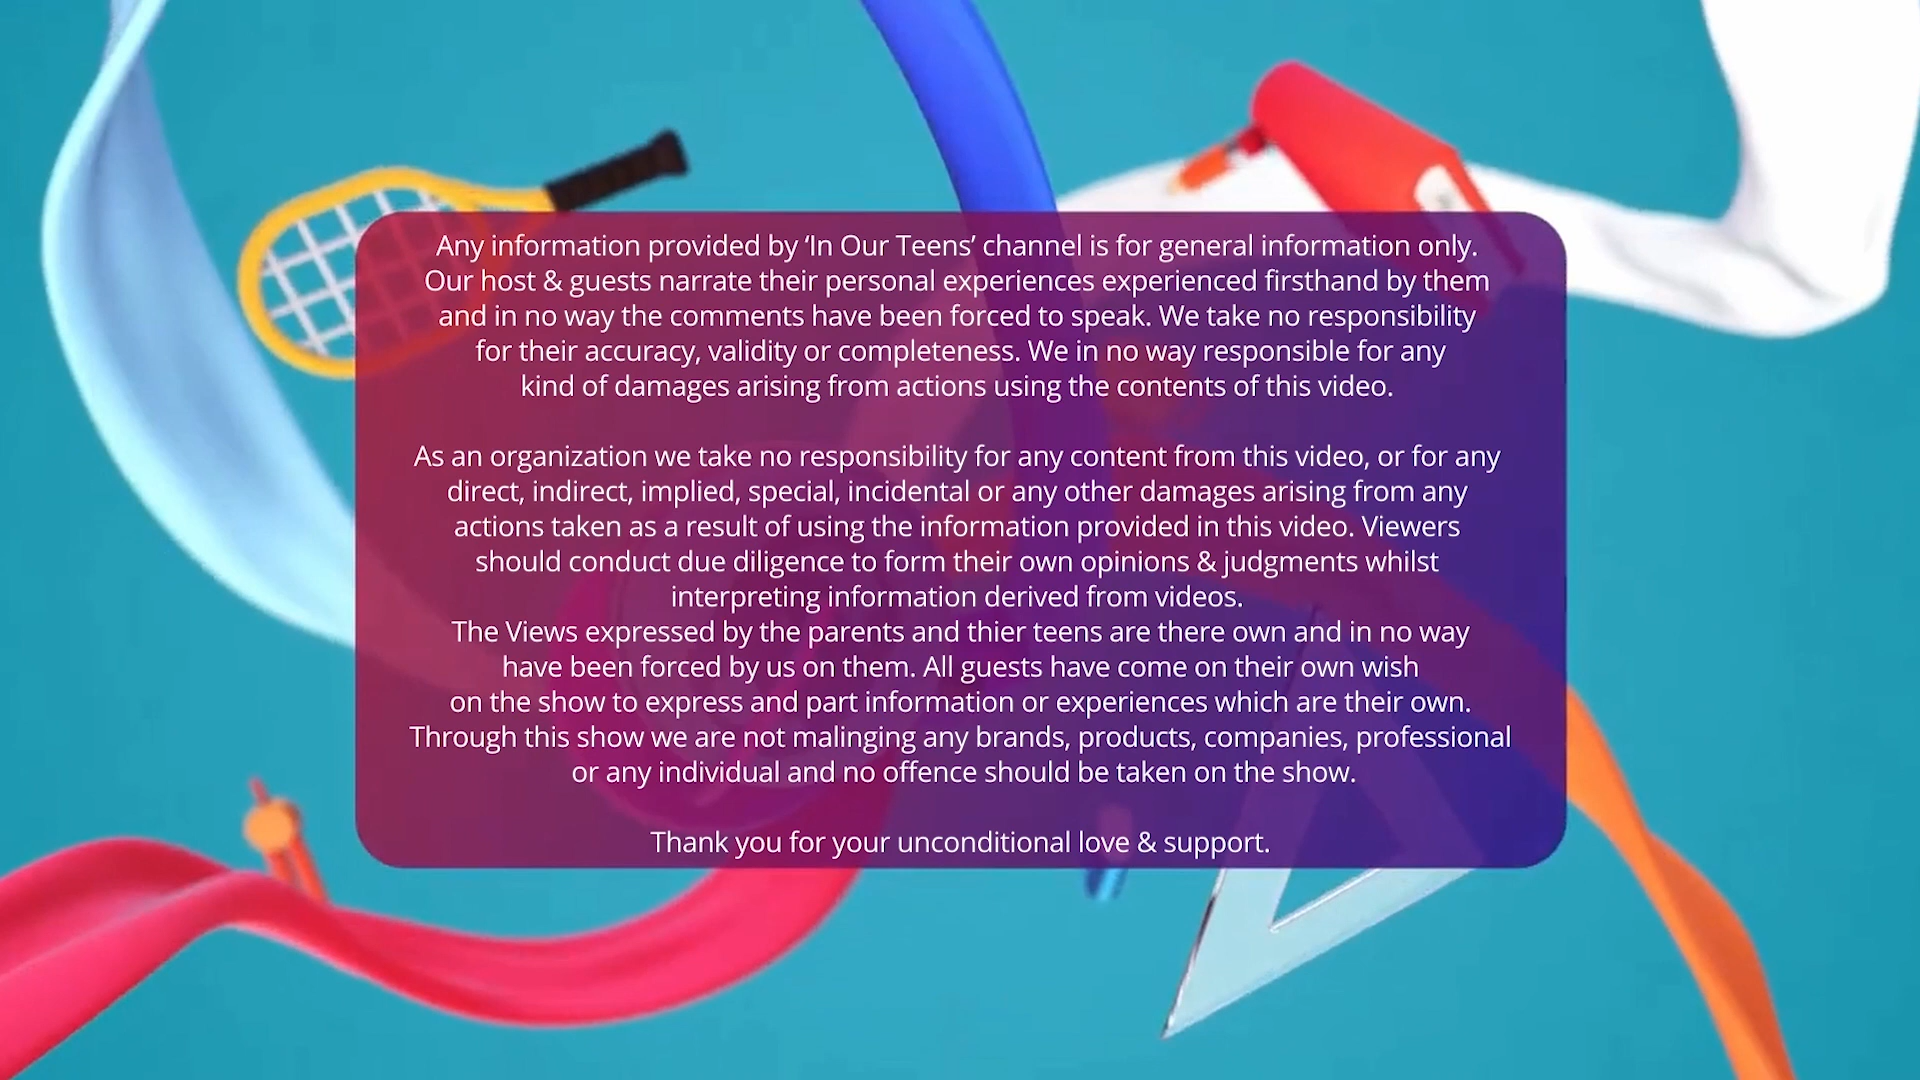 Any information provided by ‘In Our Teens’ channel is for general information only.
Our host & guests narrate their personal experiences experienced firsthand by them
and in no way the comments have been forced to speak. We take no responsibility
for their accuracy, validity or completeness. We in no way responsible for any
kind of damages arising from actions using the contents of this video.
As an organization we take no responsibility for any content from this video, or for any
direct, indirect, implied, special, incidental or any other damages arising from any
actions taken as a result of using the information provided in this video. Viewers
should conduct due diligence to form their own opinions & judgments whilst
interpreting information derived from videos.
The Views expressed by the parents and thier teens are there own and in no way
have been forced by us on them. All guests have come on their own wish
on the show to express and part information or experiences which are their own.
Through this show we are not malinging any brands, products, companies, professional
or any individual and no offence should be taken on the show.
Thank you for your unconditional love & support.